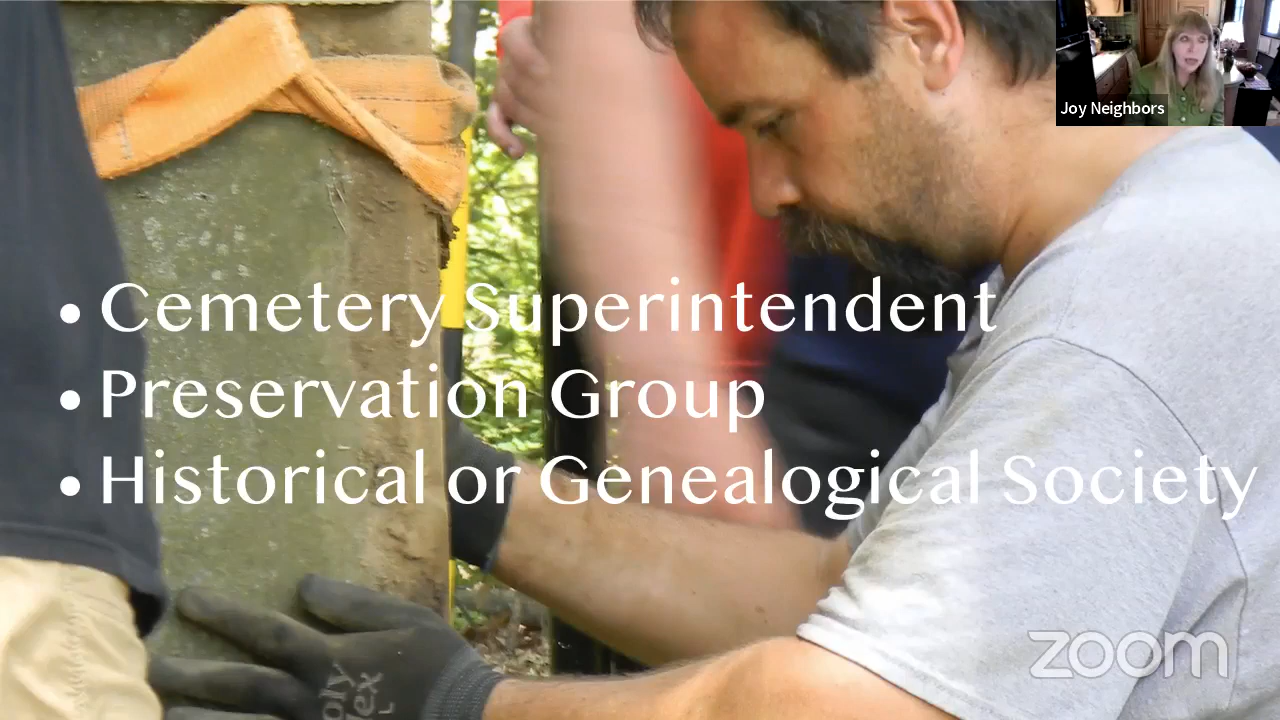 Joy Neighbors
• Cemetery Superintendent
• Preservation Group
• Historical or Genealogical Society
zoom